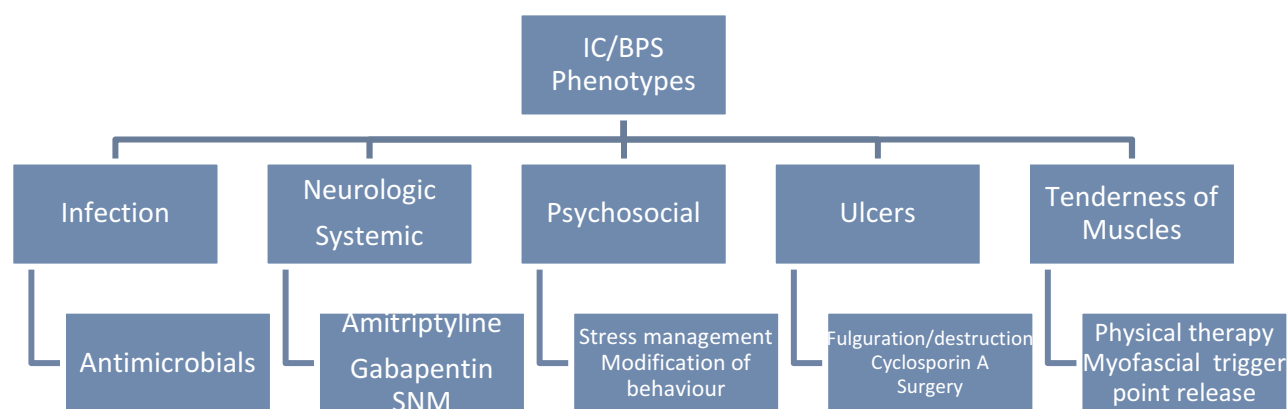 IC/BPS
Phenotypes
Infection
Neurologic
Systemic
Psychosocial
Ulcers
Tenderness of
Muscles
Antimicrobials
Amitriptyline
Gabapentin
SNM
Stress management
Modification of
behaviour
Fulguration/destruction
Cyclosporin A
Surgery
Physical therapy
Myofascial trigger
point release